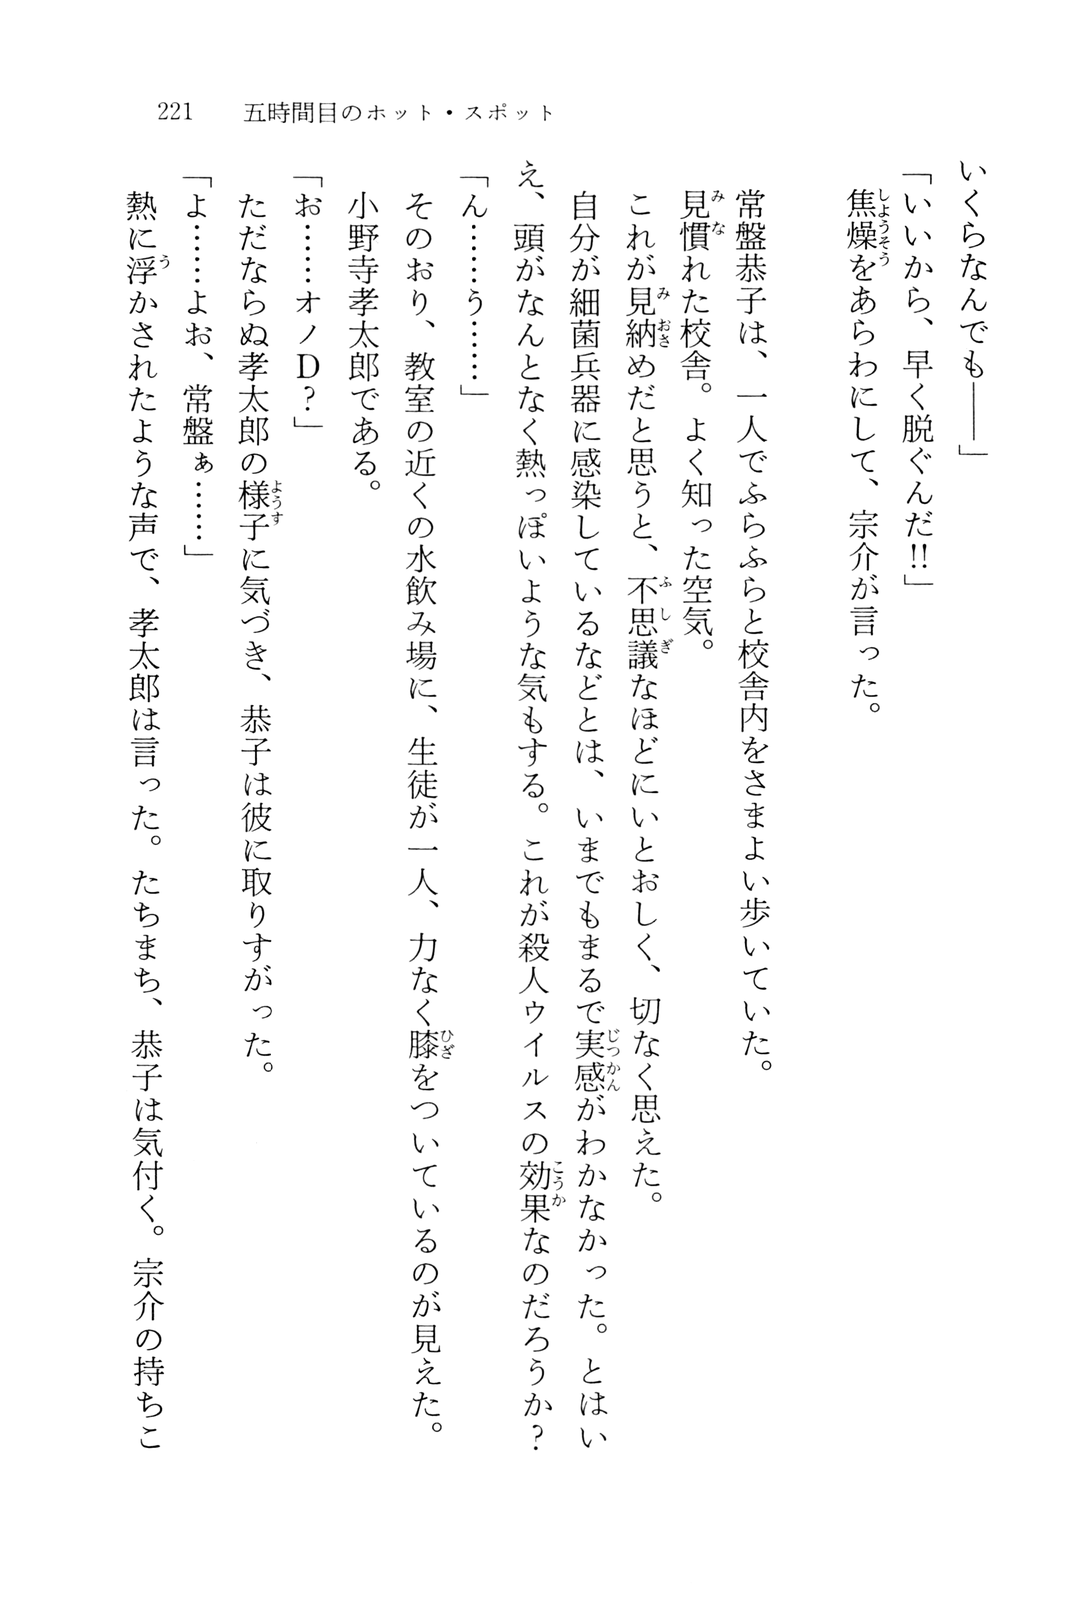 221 五時間目のホット・スポット
いくらなんでも――」
「いいから、早く脱ぐんだ!!」
焦燥をあらわにして、宗介が言った。
常盤恭子は、一人でふらふらと校舎内をさまよい歩いていた。
見慣れた校舎。よく知った空気。
これが見納めだと思うと、不思議なほどにいとおしく、切なく思えた。
自分が細菌兵器に感染しているなどとは、いまでもまるで実感がわかなかった。とはい
え、頭がなんとなく熱っぽいような気もする。これが殺人ウイルスの効果なのだろうか?
「ん……う……」
そのおり、教室の近くの水飲み場に、生徒が一人、力なく膝をついているのが見えた。
小野寺孝太郎である。
「お……オノD?」
ただならぬ孝太郎の様子に気づき、恭子は彼に取りすがった。
「よ……よお、常盤ぁ……」
熱に浮かされたような声で、孝太郎は言った。たちまち、恭子は気付く。宗介の持ちこ